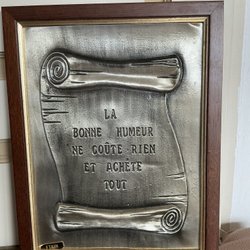 LA
BONNE HUMEUR
NE COÛTE RIEN
ET ACHÈTE
TOUT